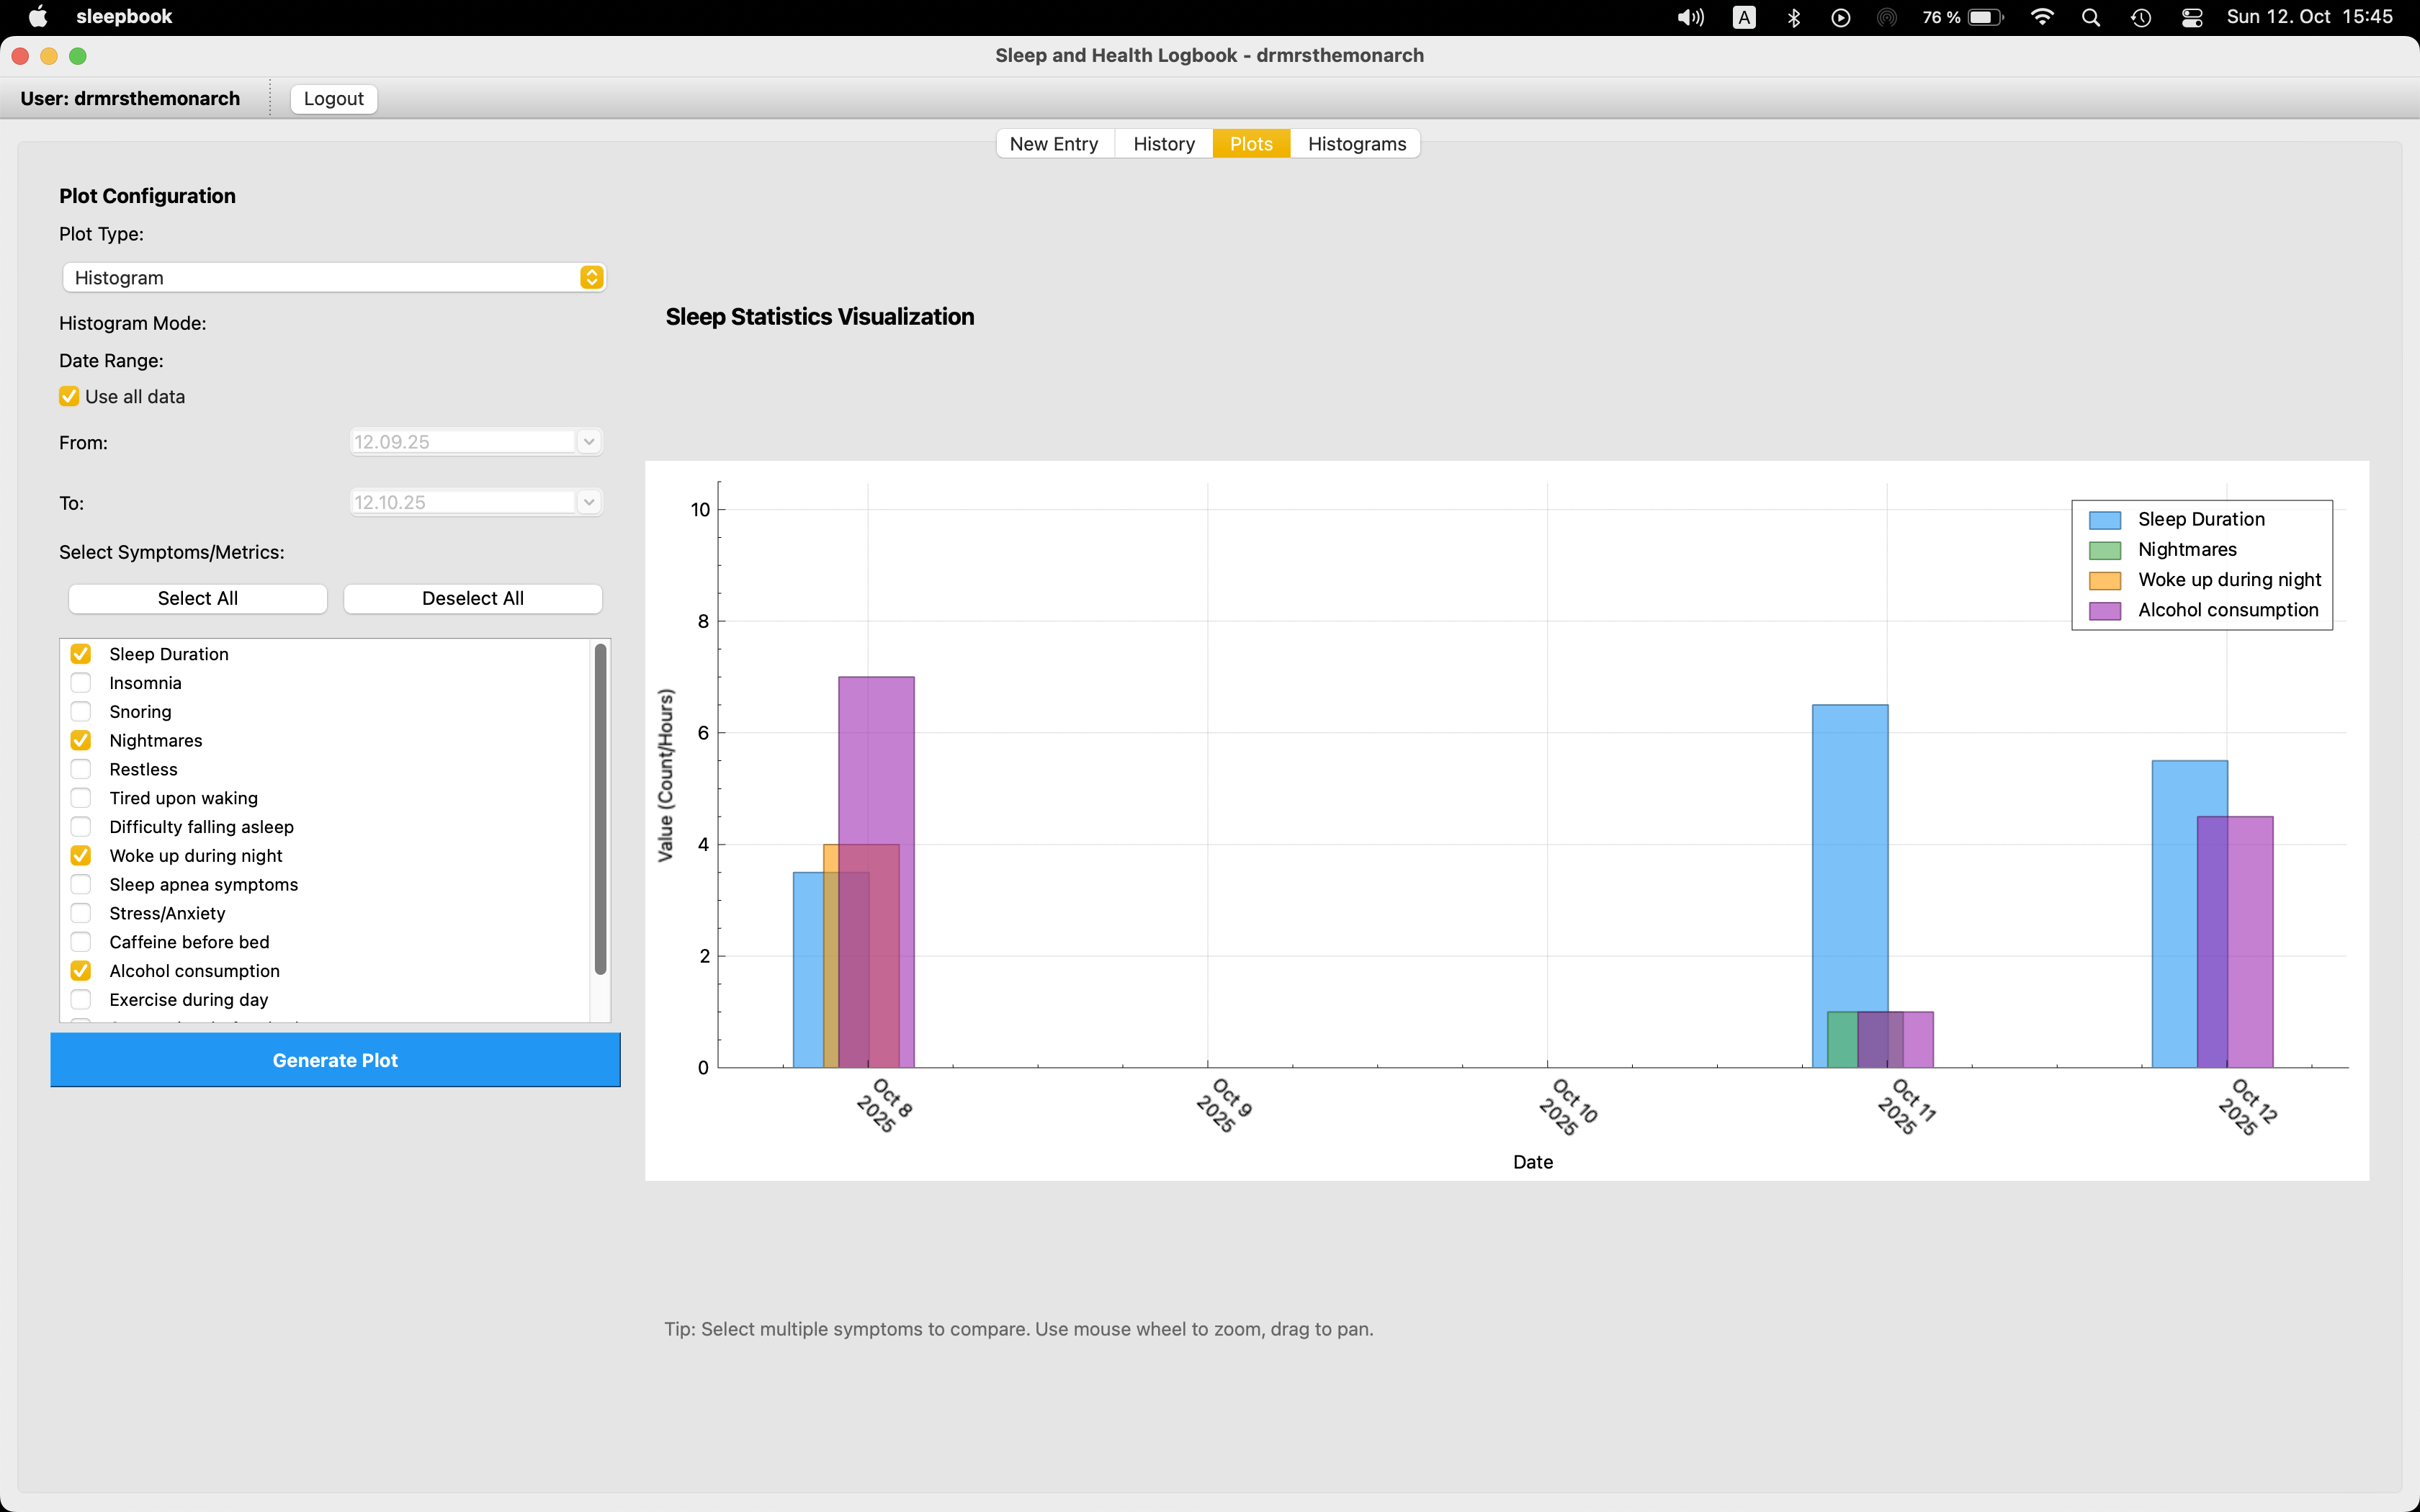 sleepbook
A
76 %
Sun 12. Oct 15:45
Sleep and Health Logbook - drmrsthemonarch
User: drmrsthemonarch
Logout
New Entry
History
Plots
Histograms
Plot Configuration
Plot Type:
Histogram
Histogram Mode:
Date Range:
Use all data
From:
12.09.25
To:
12.10.25
Select Symptoms/Metrics:
Select All
Deselect All
Sleep Duration
Insomnia
Snoring
Nightmares
Restless
Tired upon waking
Difficulty falling asleep
Woke up during night
Sleep apnea symptoms
Stress/Anxiety
Caffeine before bed
Alcohol consumption
Exercise during day
Generate Plot
Sleep Statistics Visualization
Value (Count/Hours)
10
8
6
4
2
0
Sleep Duration
Nightmares
Woke up during night
Alcohol consumption
Oct 8
2025
Oct 9
2025
Oct 10
2025
Oct 11
2025
Oct 12
2025
Date
Tip: Select multiple symptoms to compare. Use mouse wheel to zoom, drag to pan.